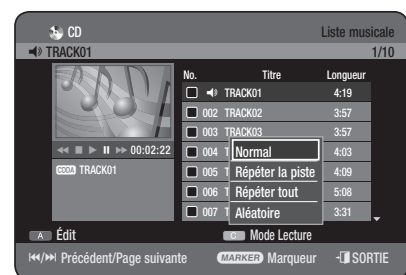 CD Liste musicale
TRACK01 1/10
No. Titre Longueur
TRACK01 4:19
002 TRACK02 3:57
003 TRACK03 3:57
004 T 4:03
005 T 4:09
006 T 5:08
007 T 3:31
Normal
Répéter la piste
Répéter tout
Aléatoire
00:02:22
CDDA TRACK01
A Édit C Mode Lecture
Précédent/Page suivante MARKER Marqueur SORTIE